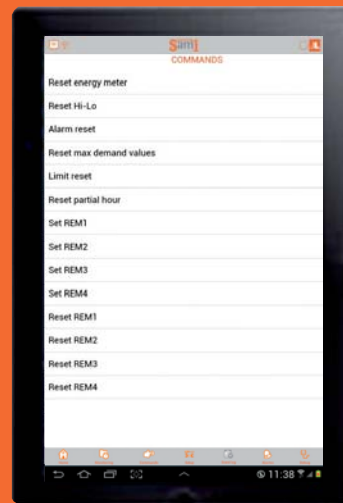 Sam1
COMMANDS
Reset energy meter
Reset Hi-Lo
Alarm reset
Reset max demand values
Limit reset
Reset partial hour
Set REM1
Set REM2
Set REM3
Set REM4
Reset REM1
Reset REM2
Reset REM3
Reset REM4
11:38